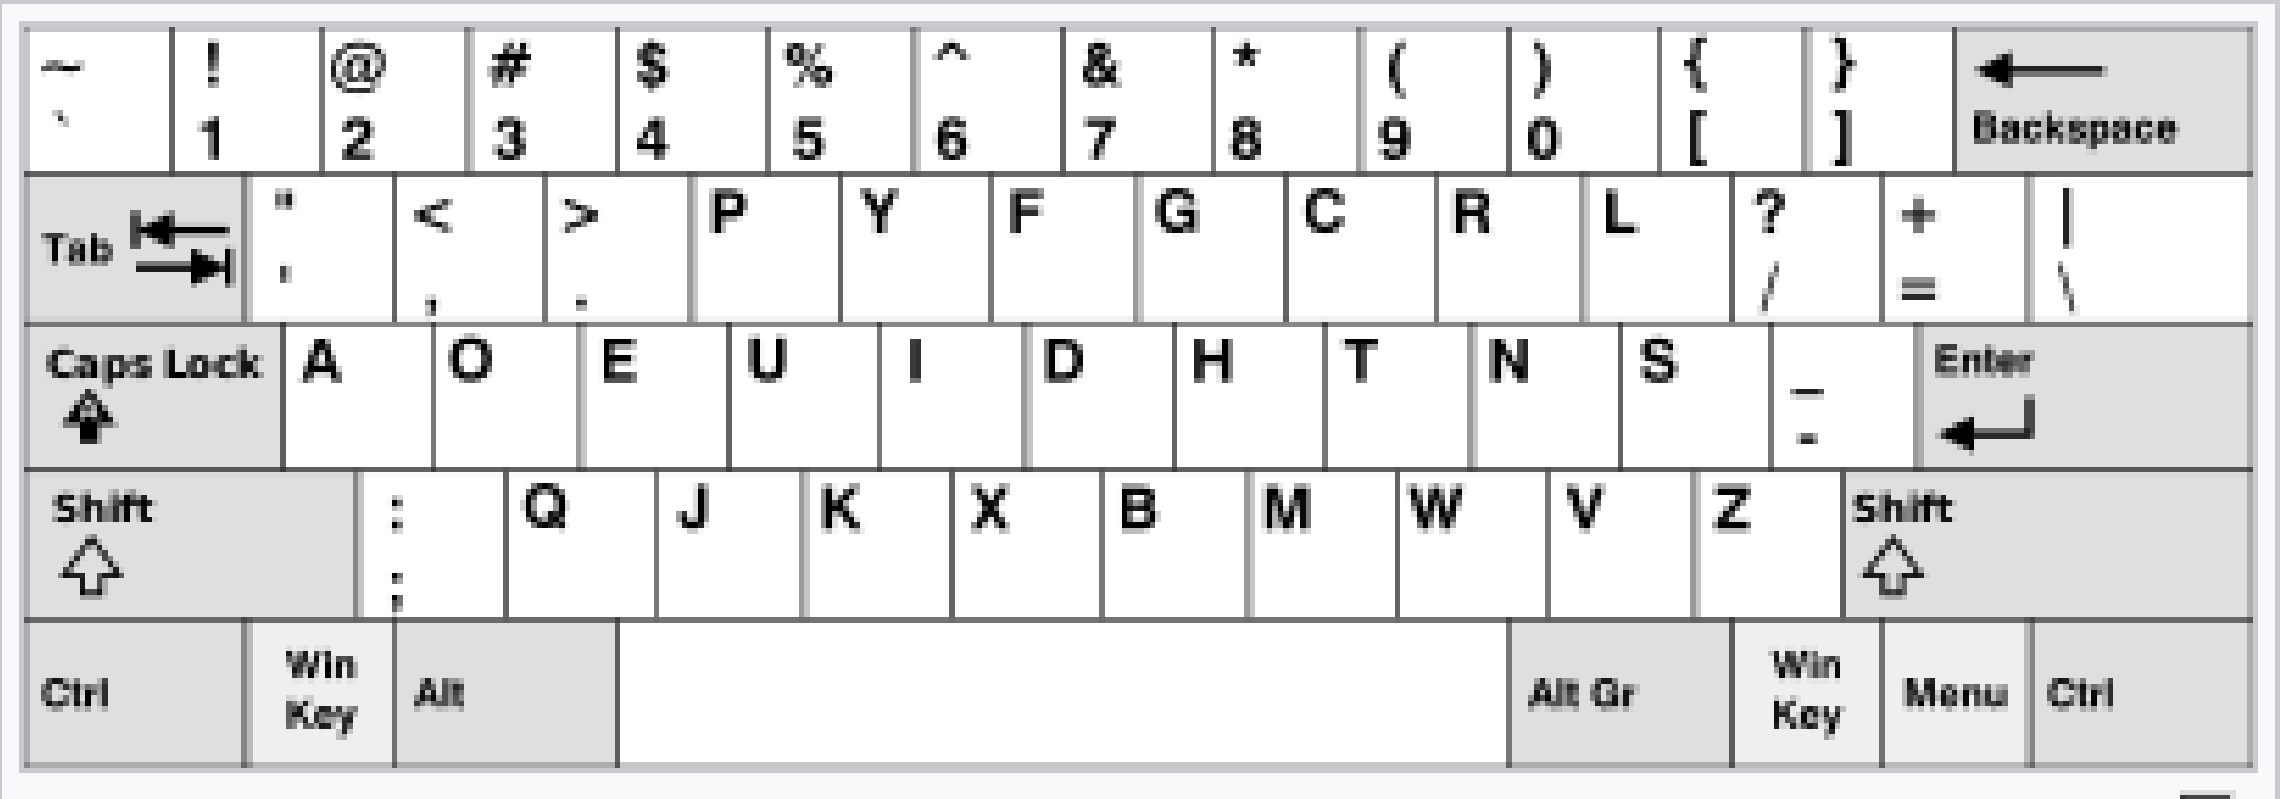 ~ ! @ # $ % ^ & * ( ) { }
` 1 2 3 4 5 6 7 8 9 0 [ ] Backspace
Tab " < > P Y F G C R L ? + |
' , . / = \
Caps Lock A O E U I D H T N S _ Enter
-
Shift : Q J K X B M W V Z Shift
;
Ctrl Win Key Alt Alt Gr Win Key Menu Ctrl